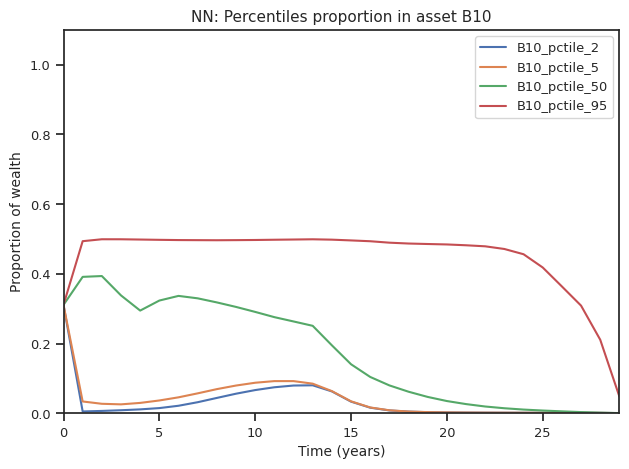 NN: Percentiles proportion in asset B10
B10_pctile_2
B10_pctile_5
B10_pctile_50
B10_pctile_95
Proportion of wealth
1.0
0.8
0.6
0.4
0.2
0.0
0 5 10 15 20 25
Time (years)